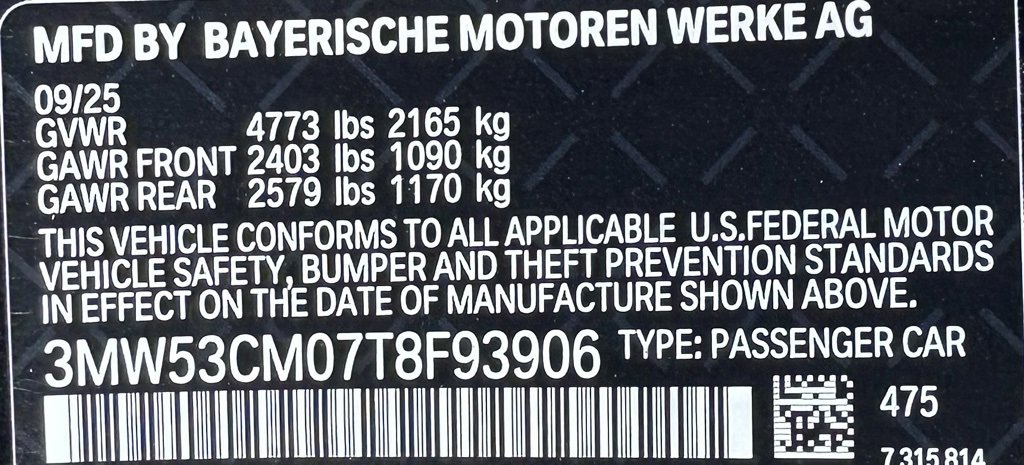 MFD BY BAYERISCHE MOTOREN WERKE AG
09/25
GVWR 4773 lbs 2165 kg
GAWR FRONT 2403 lbs 1090 kg
GAWR REAR 2579 lbs 1170 kg
THIS VEHICLE CONFORMS TO ALL APPLICABLE U.S.FEDERAL MOTOR
VEHICLE SAFETY, BUMPER AND THEFT PREVENTION STANDARDS
IN EFFECT ON THE DATE OF MANUFACTURE SHOWN ABOVE.
3MW53CM07T8F93906 TYPE: PASSENGER CAR
475
7.315.814